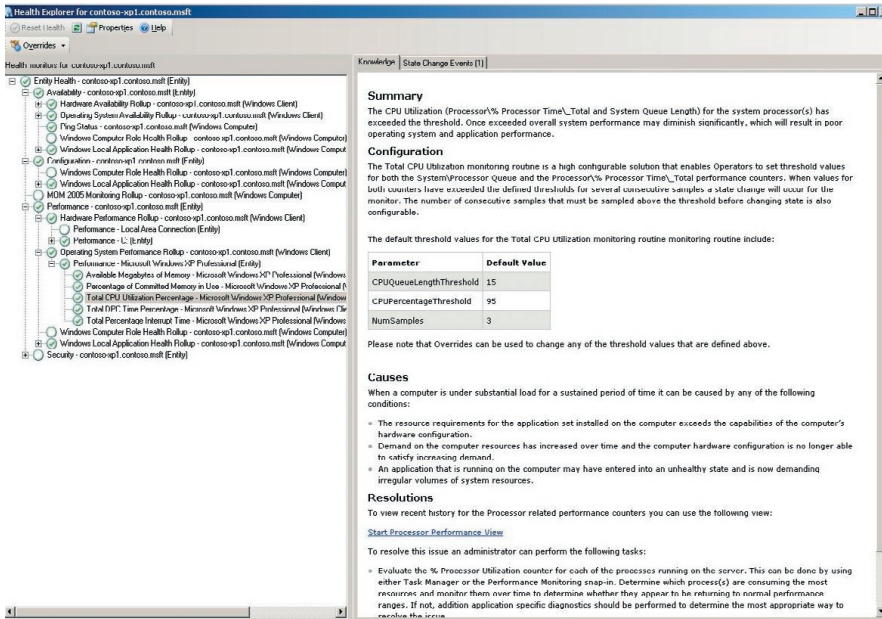 Health Explorer for contoso-xp1.contoso.msft
Reset Health Properties Help
Overrides
Health monitors for contoso-xp1.contoso.msft
Entity Health - contoso-xp1.contoso.msft (Entity)
Availability - contoso-xp1.contoso.msft (Entity)
Hardware Availability Rollup - contoso-xp1.contoso.msft (Windows Client)
Operating System Availability Rollup - contoso-xp1.contoso.msft (Windows Client)
Ping Status - contoso-xp1.contoso.msft (Windows Computer)
Windows Computer Role Health Rollup - contoso-xp1.contoso.msft (Windows Computer)
Windows Local Application Health Rollup - contoso-xp1.contoso.msft (Windows Comput
Configuration - contoso-xp1.contoso.msft (Entity)
Windows Computer Role Health Rollup - contoso-xp1.contoso.msft (Windows Computer)
Windows Local Application Health Rollup - contoso-xp1.contoso.msft (Windows Comput
MOM 2005 Monitoring Rollup - contoso-xp1.contoso.msft (Windows Computer)
Performance - contoso-xp1.contoso.msft (Entity)
Hardware Performance Rollup - contoso-xp1.contoso.msft (Windows Client)
Performance - Local Area Connection (Entity)
Performance - C: (Entity)
Operating System Performance Rollup - contoso-xp1.contoso.msft (Windows Client)
Performance - Microsoft Windows XP Professional (Entity)
Available Megabytes of Memory - Microsoft Windows XP Professional (Windows
Percentage of Committed Memory in Use - Microsoft Windows XP Professional (
Total CPU Utilization Percentage - Microsoft Windows XP Professional (Window
Total DPC Time Percentage - Microsoft Windows XP Professional (Windows Clie
Total Percentage Interrupt Time - Microsoft Windows XP Professional (Windows
Windows Computer Role Health Rollup - contoso-xp1.contoso.msft (Windows Computer)
Windows Local Application Health Rollup - contoso-xp1.contoso.msft (Windows Comput
Security - contoso-xp1.contoso.msft (Entity)
Knowledge State Change Events (1)
Summary
The CPU Utilization (Processor\% Processor Time\_Total and System Queue Length) for the system processor(s) has
exceeded the threshold. Once exceeded overall system performance may diminish significantly, which will result in poor
operating system and application performance.
Configuration
The Total CPU Utilization monitoring routine is a high configurable solution that enables Operators to set threshold values
for both the System\Processor Queue and the Processor\% Processor Time\_Total performance counters. When values for
both counters have exceeded the defined thresholds for several consecutive samples a state change will occur for the
monitor. The number of consecutive samples that must be sampled above the threshold before changing state is also
configurable.
The default threshold values for the Total CPU Utilization monitoring routine monitoring routine include:
Parameter Default Value
CPUQueueLengthThreshold 15
CPUPercentageThreshold 95
NumSamples 3
Please note that Overrides can be used to change any of the threshold values that are defined above.
Causes
When a computer is under substantial load for a sustained period of time it can be caused by any of the following
conditions:
The resource requirements for the application set installed on the computer exceeds the capabilities of the computer's
hardware configuration.
Demand on the computer resources has increased over time and the computer hardware configuration is no longer able
to satisfy increasing demand.
An application that is running on the computer may have entered into an unhealthy state and is now demanding
irregular volumes of system resources.
Resolutions
To view recent history for the Processor related performance counters you can use the following view:
Start Processor Performance View
To resolve this issue an administrator can perform the following tasks:
Evaluate the % Processor Utilization counter for each of the processes running on the server. This can be done by using
either Task Manager or the Performance Monitoring snap-in. Determine which process(s) are consuming the most
resources and monitor them over time to determine whether they appear to be returning to normal performance
ranges. If not, addition application specific diagnostics should be performed to determine the most appropriate way to
resolve the issue